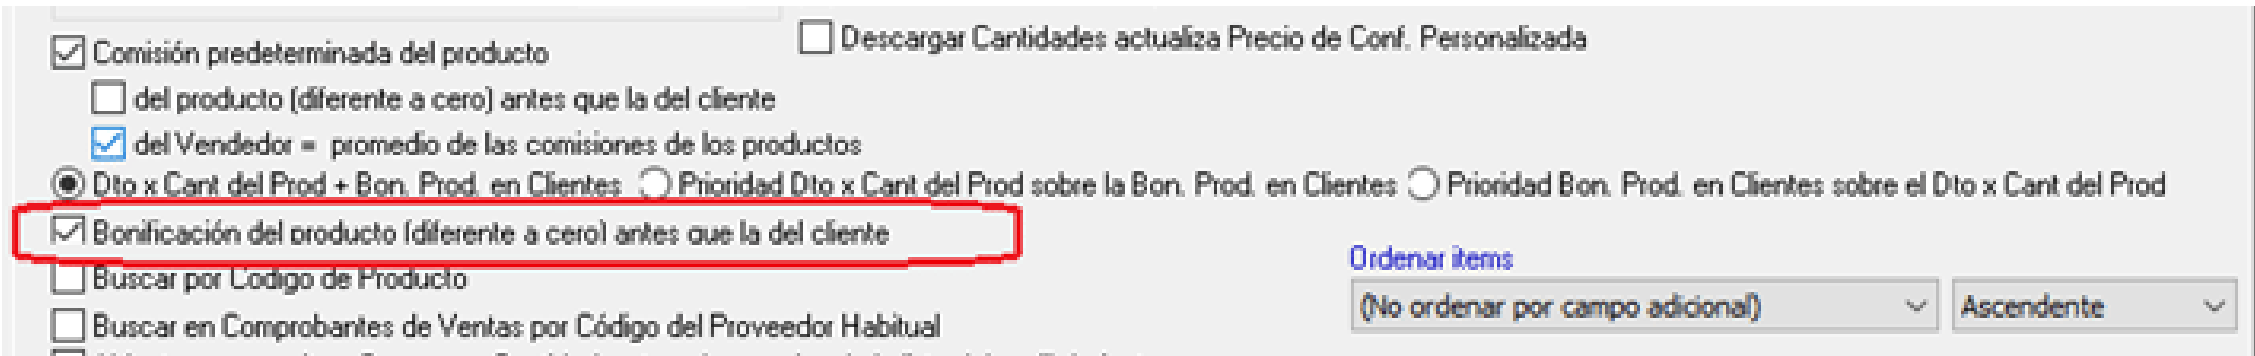 Comisión predeterminada del producto
Descargar Cantidades actualiza Precio de Conf. Personalizada
del producto (diferente a cero) antes que la del cliente
del Vendedor = promedio de las comisiones de los productos
Dto x Cant del Prod + Bon. Prod. en Clientes Prioridad Dto x Cant del Prod sobre la Bon. Prod. en Clientes Prioridad Bon. Prod. en Clientes sobre el Dto x Cant del Prod
Bonificación del producto (diferente a cero) antes que la del cliente
Ordenar items
Buscar por Codigo de Producto
(No ordenar por campo adicional) Ascendente
Buscar en Comprobantes de Ventas por Código del Proveedor Habitual